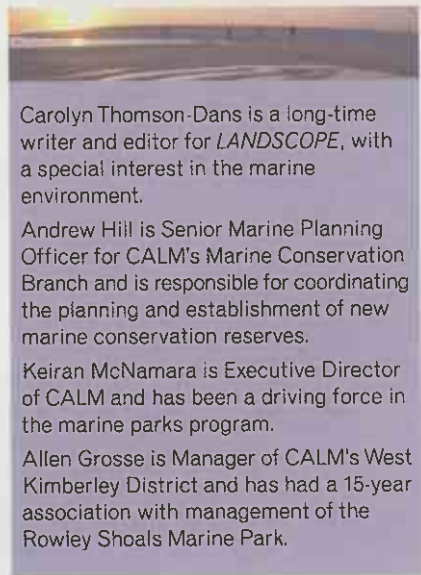 Carolyn Thomson-Dans is a long-time
writer and editor for LANDSCOPE, with
a special interest in the marine
environment.
Andrew Hill is Senior Marine Planning
Officer for CALM's Marine Conservation
Branch and is responsible for coordinating
the planning and establishment of new
marine conservation reserves.
Keiran McNamara is Executive Director
of CALM and has been a driving force in
the marine parks program.
Allen Grosse is Manager of CALM's West
Kimberley District and has had a 15-year
association with management of the
Rowley Shoals Marine Park.